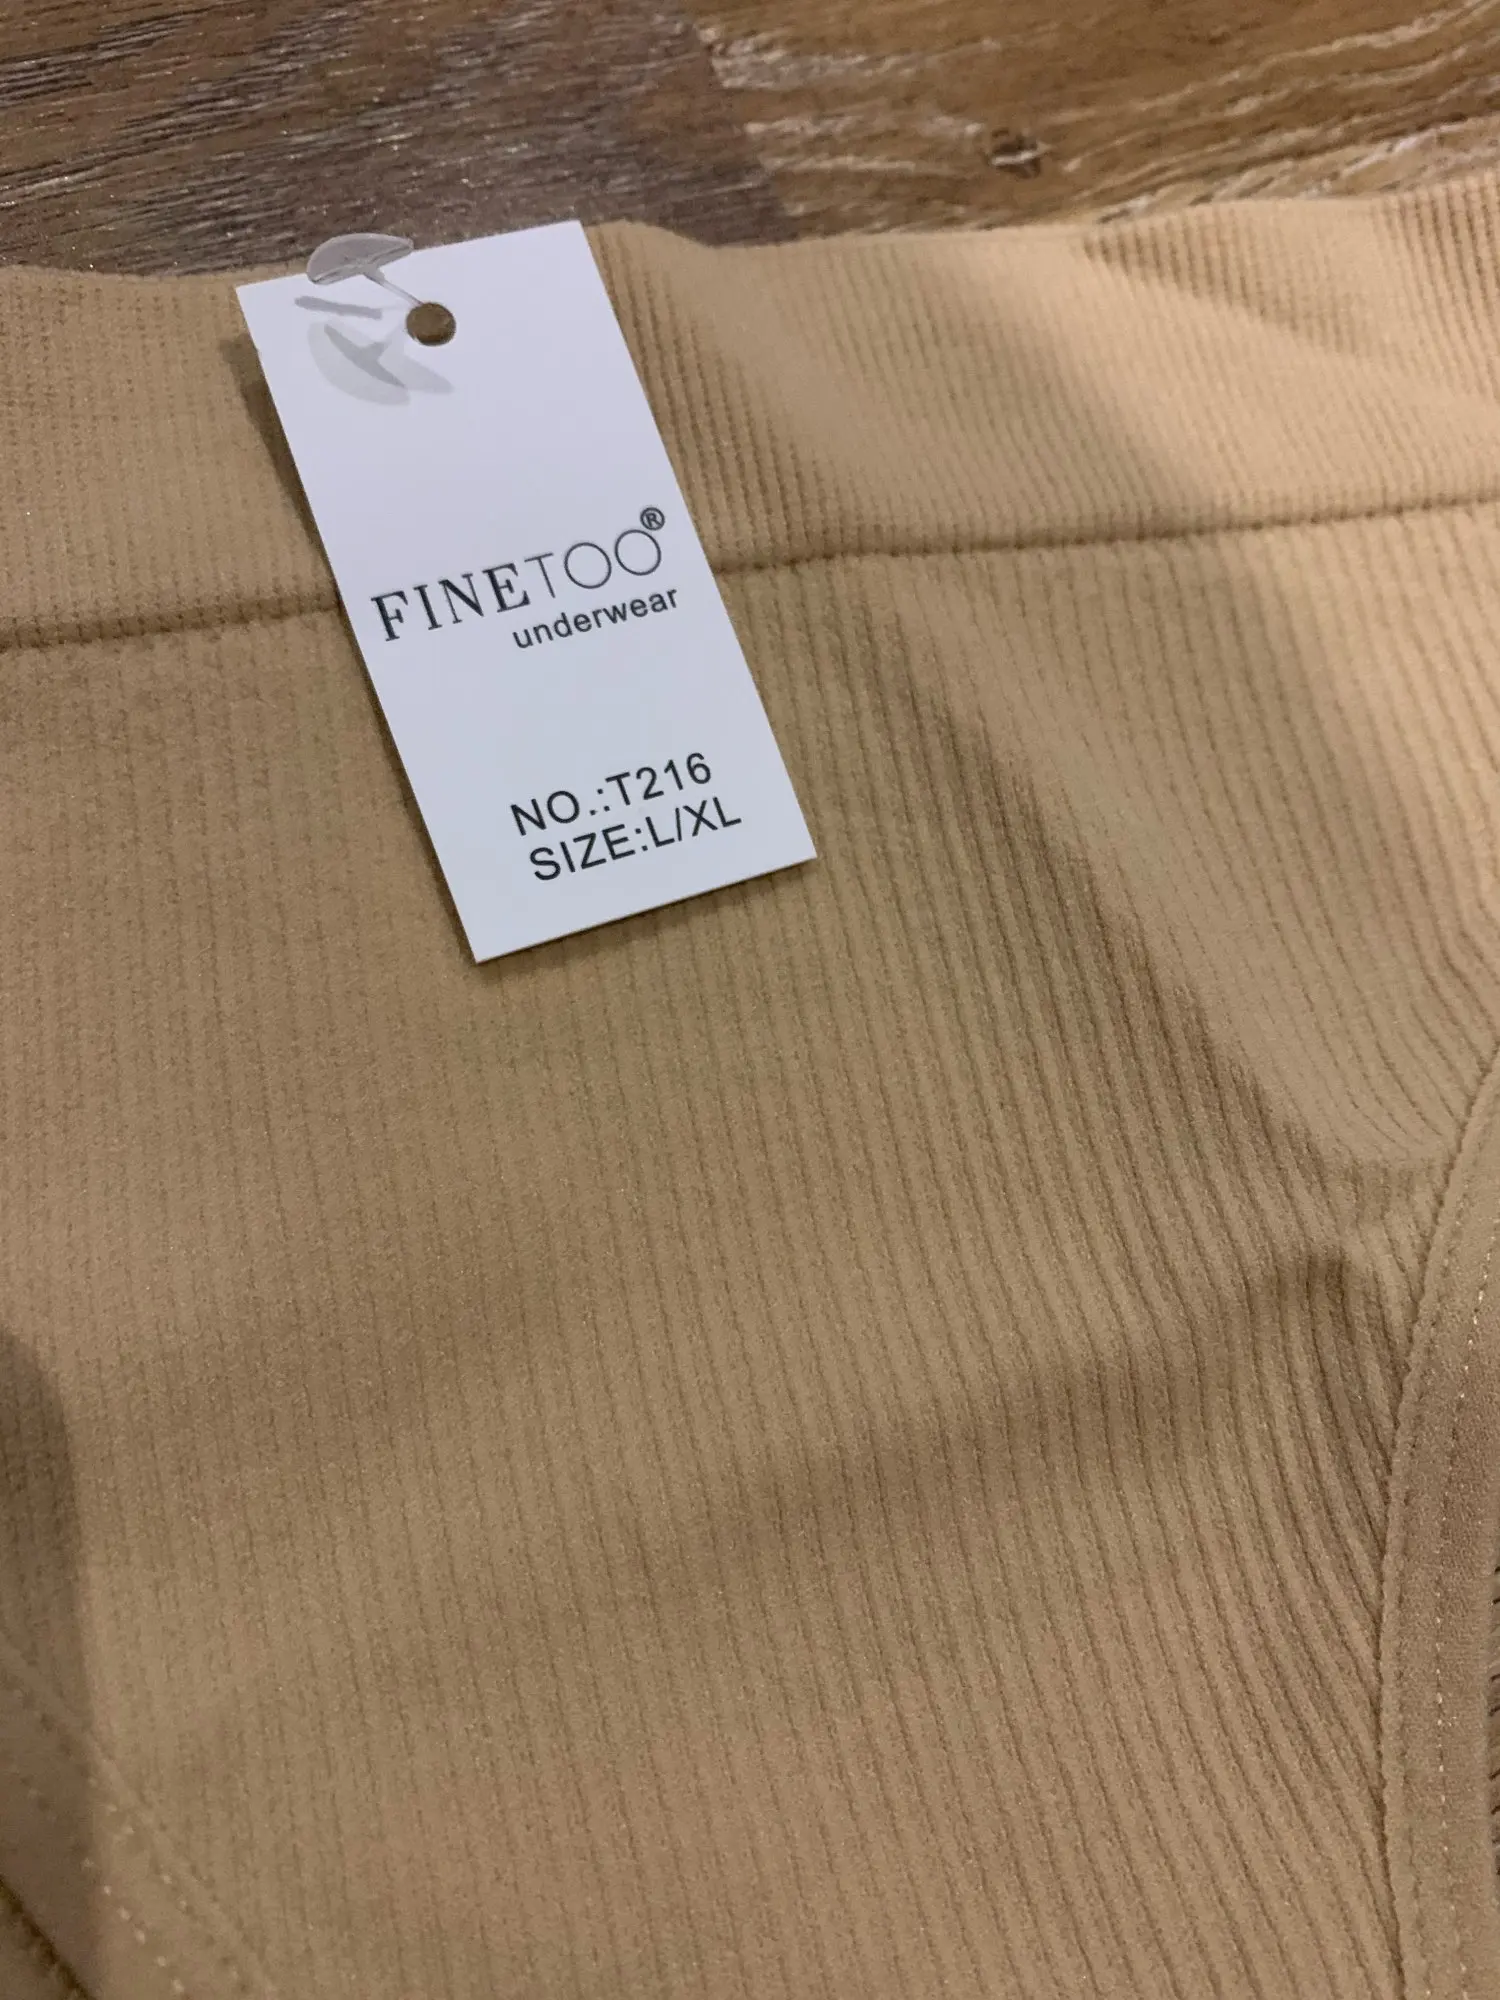 FINETOO®
underwear
NO.:T216
SIZE:L/XL